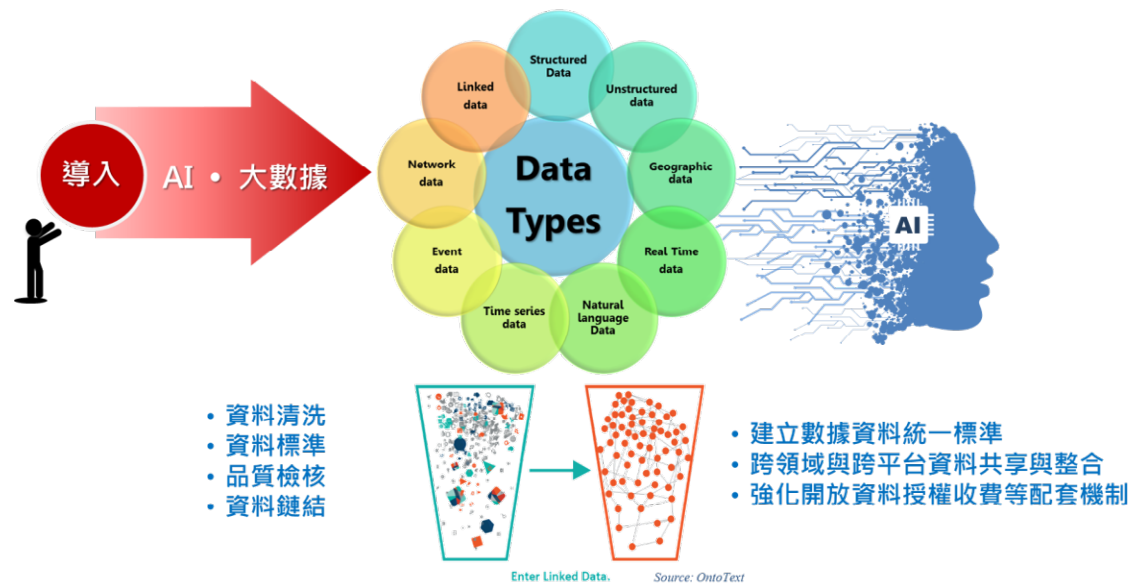 導入
AI • 大數據
Data
Types
Structured
Data
Unstructured
data
Geographic
data
Real Time
data
Natural
language
Data
Time series
data
Event
data
Network
data
Linked
data
AI
• 資料清洗
• 資料標準
• 品質檢核
• 資料鏈結
• 建立數據資料統一標準
• 跨領域與跨平台資料共享與整合
• 強化開放資料授權收費等配套機制
Enter Linked Data.
Source: OntoText